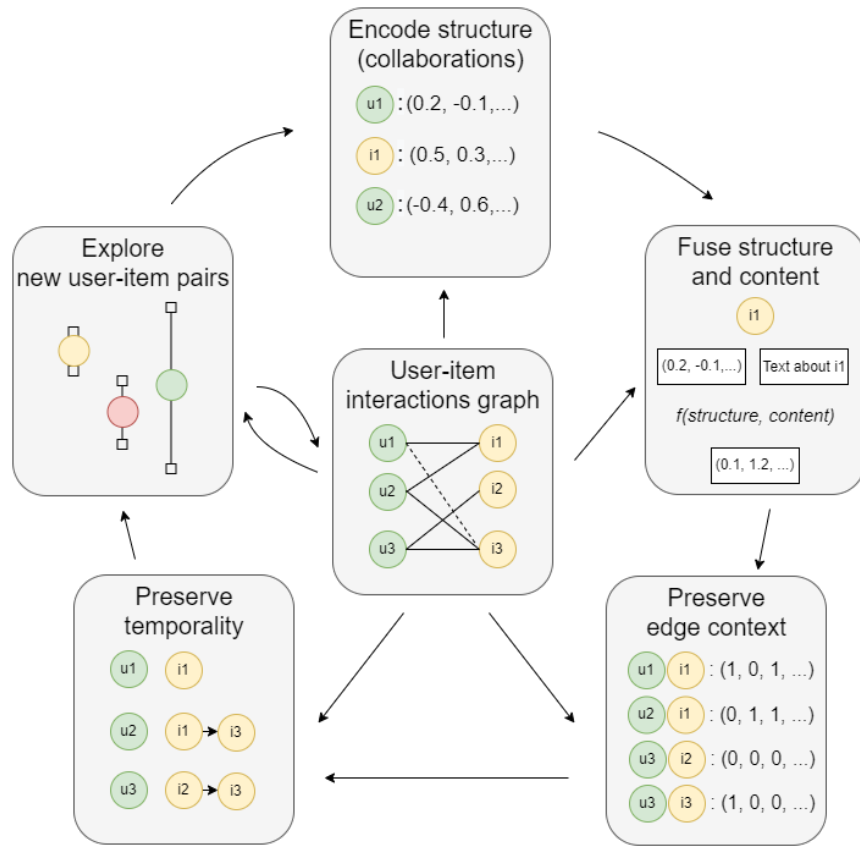 Encode structure
(collaborations)
u1 : (0.2, -0.1,...)
i1 : (0.5, 0.3,...)
u2 : (-0.4, 0.6,...)
Explore
new user-item pairs
Fuse structure
and content
i1
(0.2, -0.1,...) Text about i1
f(structure, content)
(0.1, 1.2, ...)
User-item
interactions graph
u1 i1
u2 i2
u3 i3
Preserve
temporality
u1 i1
u2 i1 i3
u3 i2 i3
Preserve
edge context
u1 i1 : (1, 0, 1, ...)
u2 i1 : (0, 1, 1, ...)
u3 i2 : (0, 0, 0, ...)
u3 i3 : (1, 0, 0, ...)